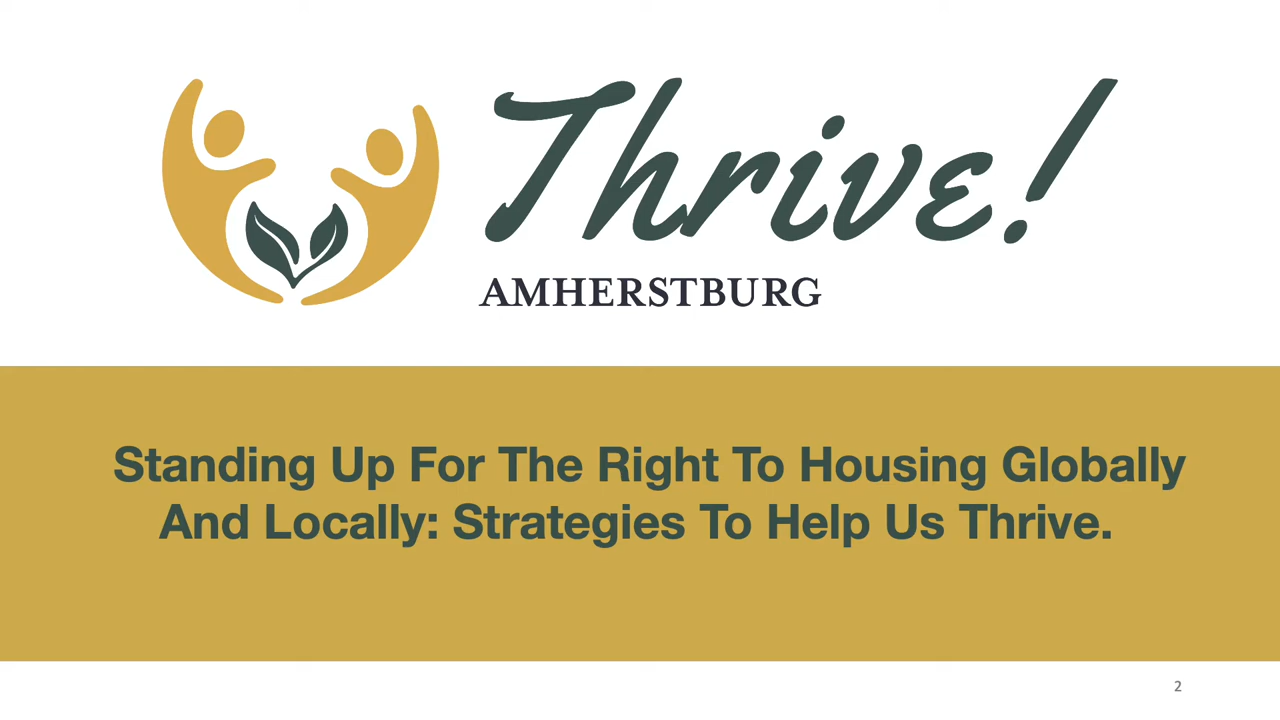 Thrive!
AMHERSTBURG
Standing Up For The Right To Housing Globally
And Locally: Strategies To Help Us Thrive.
2